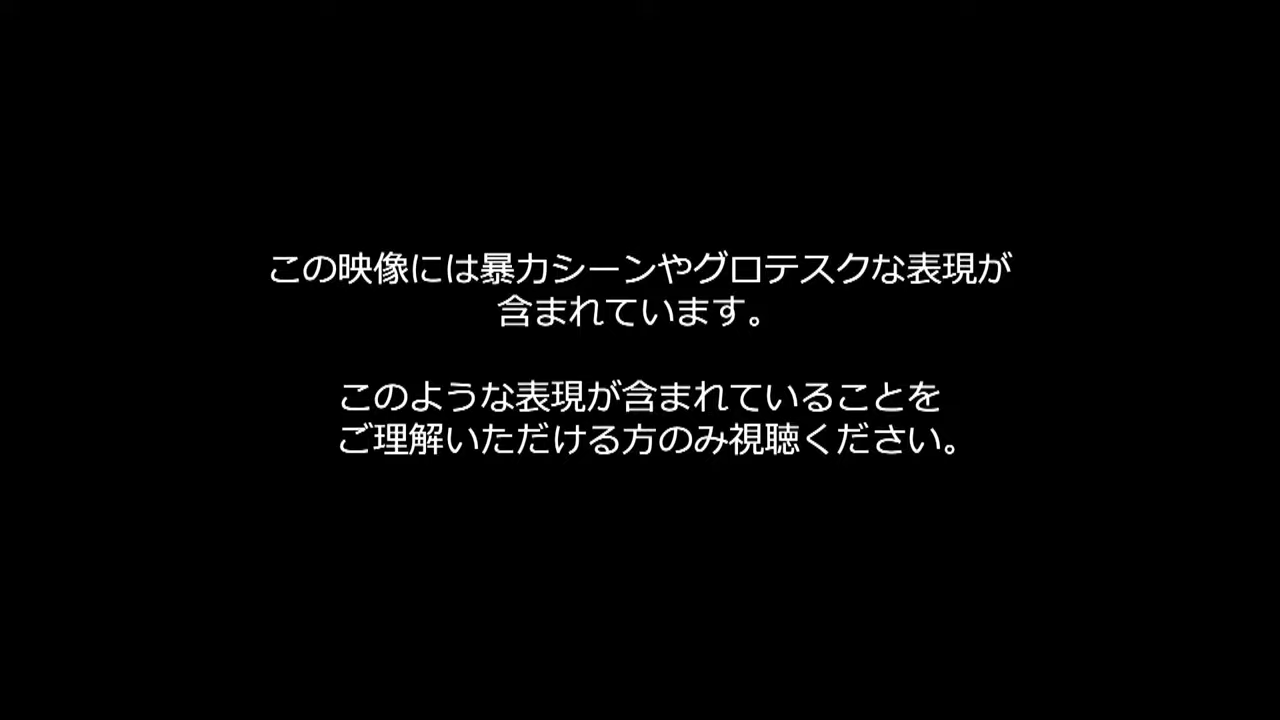 この映像には暴力シーンやグロテスクな表現が
含まれています。
このような表現が含まれていることを
ご理解いただける方のみ視聴ください。